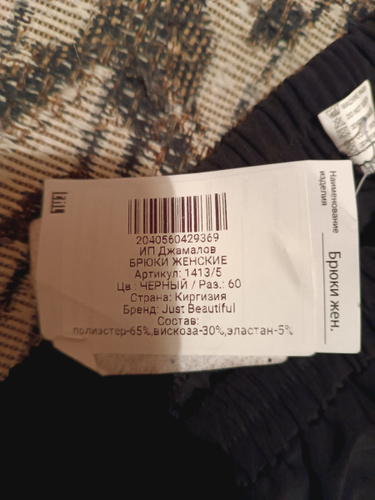 2040560429369
ИП Джамалов
БРЮКИ ЖЕНСКИЕ
Артикул: 1413/5
Цв.: ЧЕРНЫЙ / Раз.: 60
Страна: Киргизия
Бренд: Just Beautiful
Состав:
полиэстер-65%,вискоза-30%,эластан-5%
EAC
Наименование
изделия
Брюки жен.